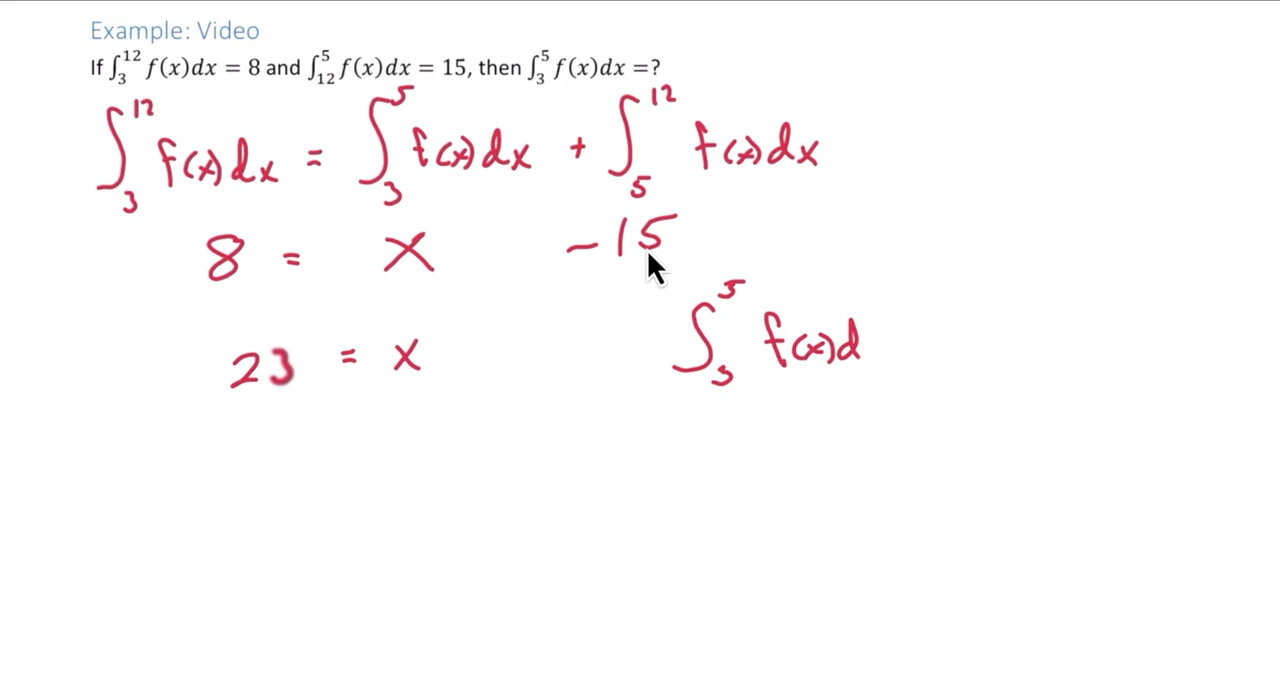 Example: Video
If ∫₃¹² f(x)dx = 8 and ∫₁₂⁵ f(x)dx = 15, then ∫₃⁵ f(x)dx =?
∫₃¹² f(x)dx = ∫₃⁵ f(x)dx + ∫₅¹² f(x)dx
8 = x -15
23 = x ∫₃⁵ f(x)d